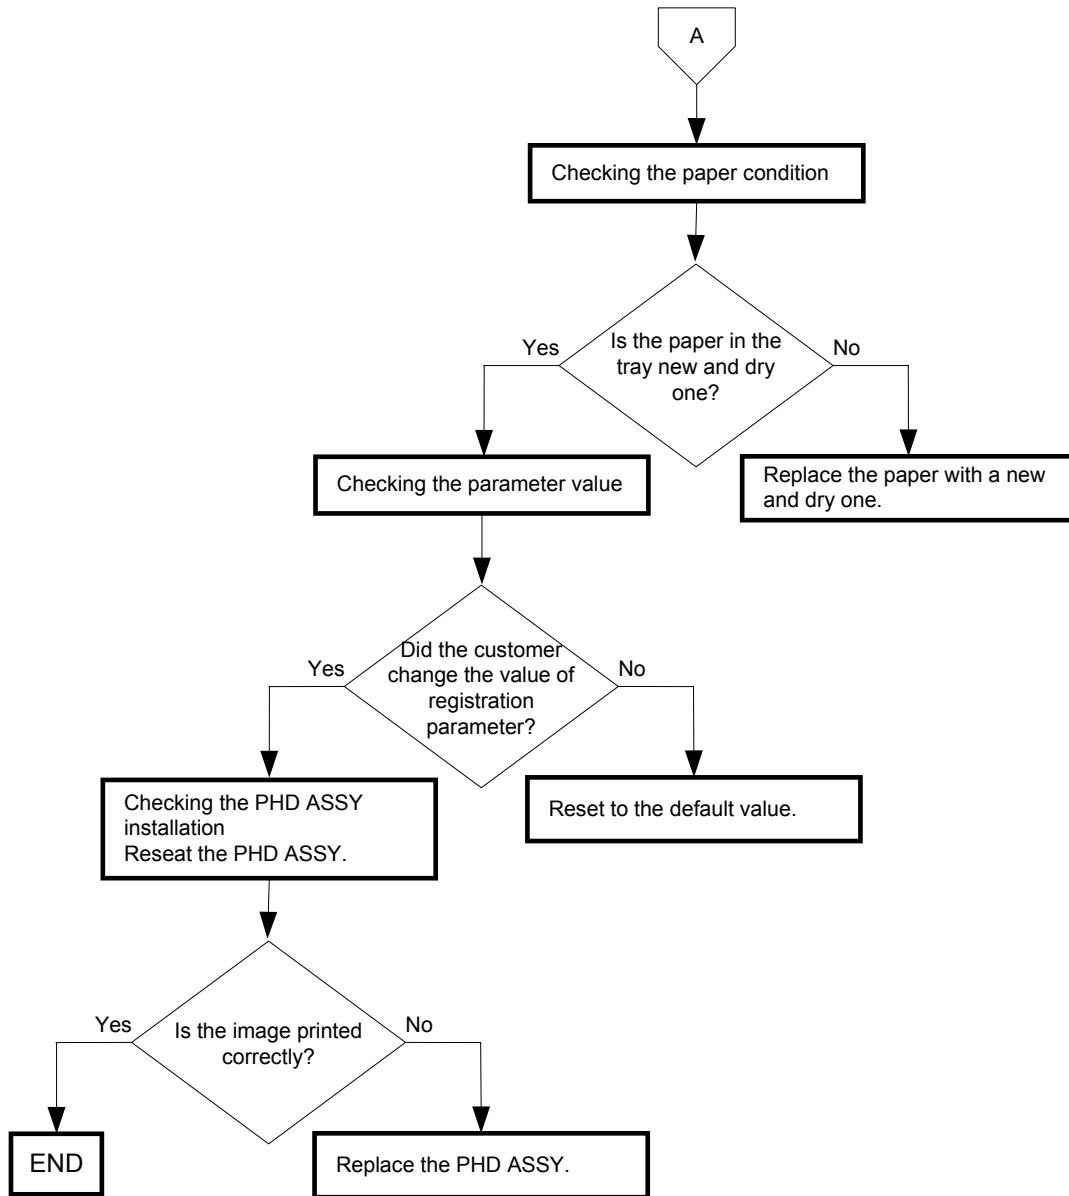 A
Checking the paper condition
Is the paper in the
tray new and dry
one?
Yes
No
Checking the parameter value
Replace the paper with a new
and dry one.
Did the customer
change the value of
registration
parameter?
Yes
No
Checking the PHD ASSY
installation
Reseat the PHD ASSY.
Reset to the default value.
Is the image printed
correctly?
Yes
No
END
Replace the PHD ASSY.